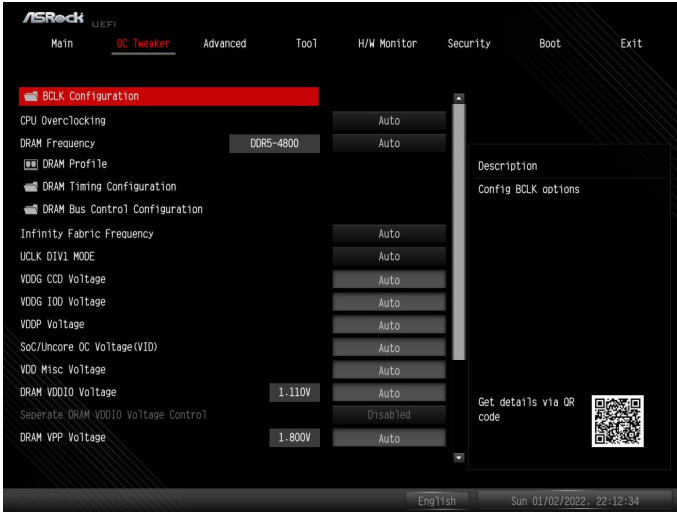 ASRock UEFI
Main OC Tweaker Advanced Tool H/W Monitor Security Boot Exit
BCLK Configuration
CPU Overclocking Auto
DRAM Frequency DDR5-4800 Auto
DRAM Profile
DRAM Timing Configuration
DRAM Bus Control Configuration
Infinity Fabric Frequency Auto
UCLK DIV1 MODE Auto
VDDG CCD Voltage Auto
VDDG IOD Voltage Auto
VDDP Voltage Auto
SoC/Uncore OC Voltage(VID) Auto
VDD Misc Voltage Auto
DRAM VDDIO Voltage 1.110V Auto
Seperate DRAM VDDIO Voltage Control Disabled
DRAM VPP Voltage 1.800V Auto
Description
Config BCLK options
Get details via QR
code
English Sun 01/02/2022. 22:12:34